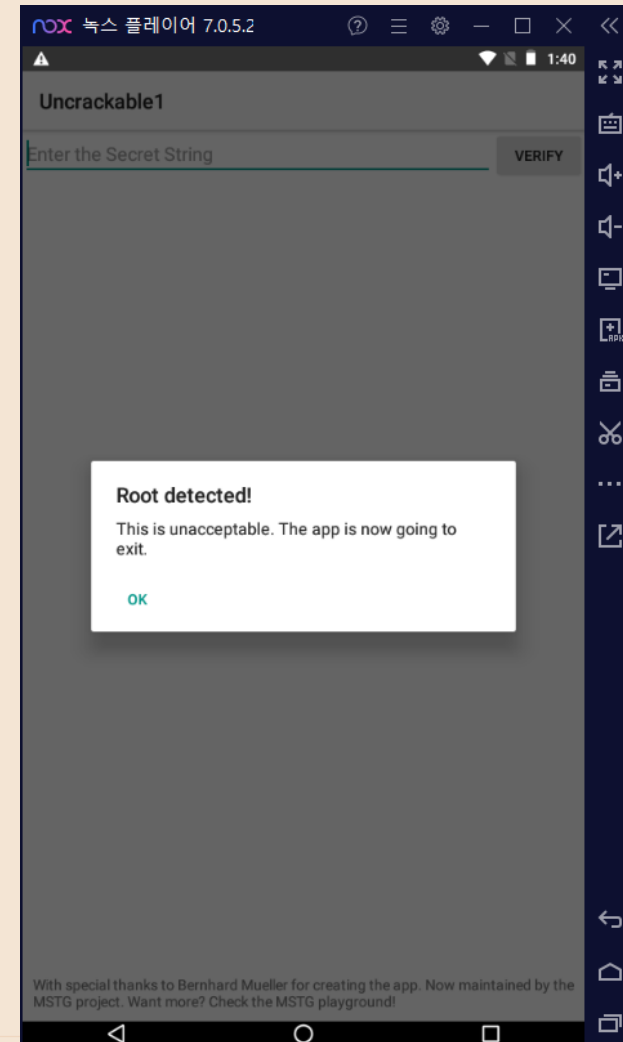 nox 녹스 플레이어 7.0.5.2
1:40
Uncrackable1
Enter the Secret String
VERIFY
Root detected!
This is unacceptable. The app is now going to
exit.
OK
With special thanks to Bernhard Mueller for creating the app. Now maintained by the
MSTG project. Want more? Check the MSTG playground!